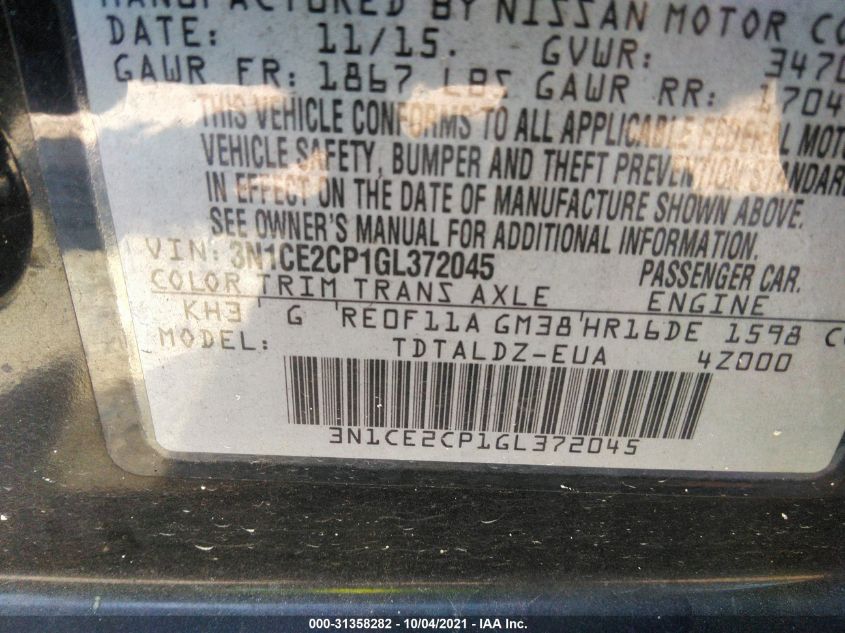 MANUFACTURED BY NISSAN MOTOR CO
DATE: 11/15. GVWR: 3470
GAWR FR: 1867 LBS GAWR RR: 1704
THIS VEHICLE CONFORMS TO ALL APPLICABLE FEDERAL MOTO
VEHICLE SAFETY, BUMPER AND THEFT PREVENTION STANDARD
IN EFFECT ON THE DATE OF MANUFACTURE SHOWN ABOVE.
SEE OWNER'S MANUAL FOR ADDITIONAL INFORMATION.
VIN: 3N1CE2CP1GL372045 PASSENGER CAR.
COLOR TRIM TRANS AXLE ENGINE
KH3 G RE0F11A GM38 HR16DE 1598 C
MODEL: TDTALDZ-EUA 4Z000
3N1CE2CP1GL372045
000-31358282 - 10/04/2021 - IAA Inc.